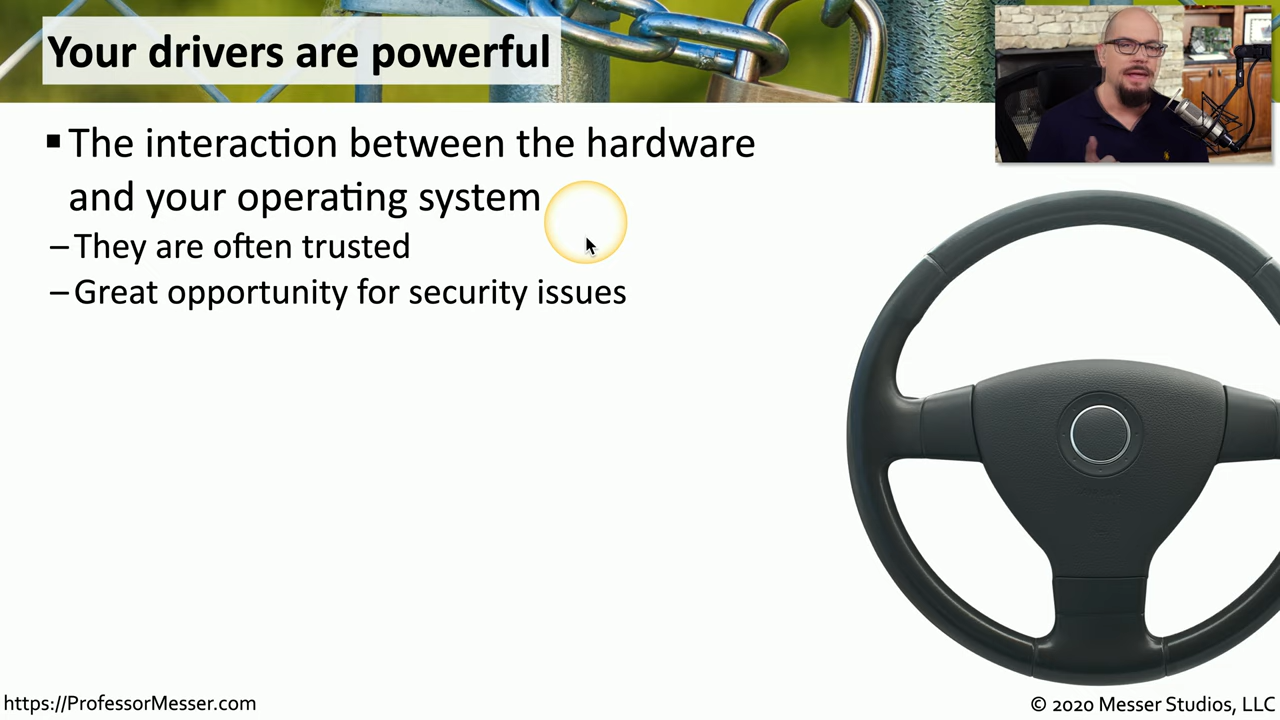 Your drivers are powerful
▪ The interaction between the hardware
and your operating system
– They are often trusted
– Great opportunity for security issues
https://ProfessorMesser.com
© 2020 Messer Studios, LLC